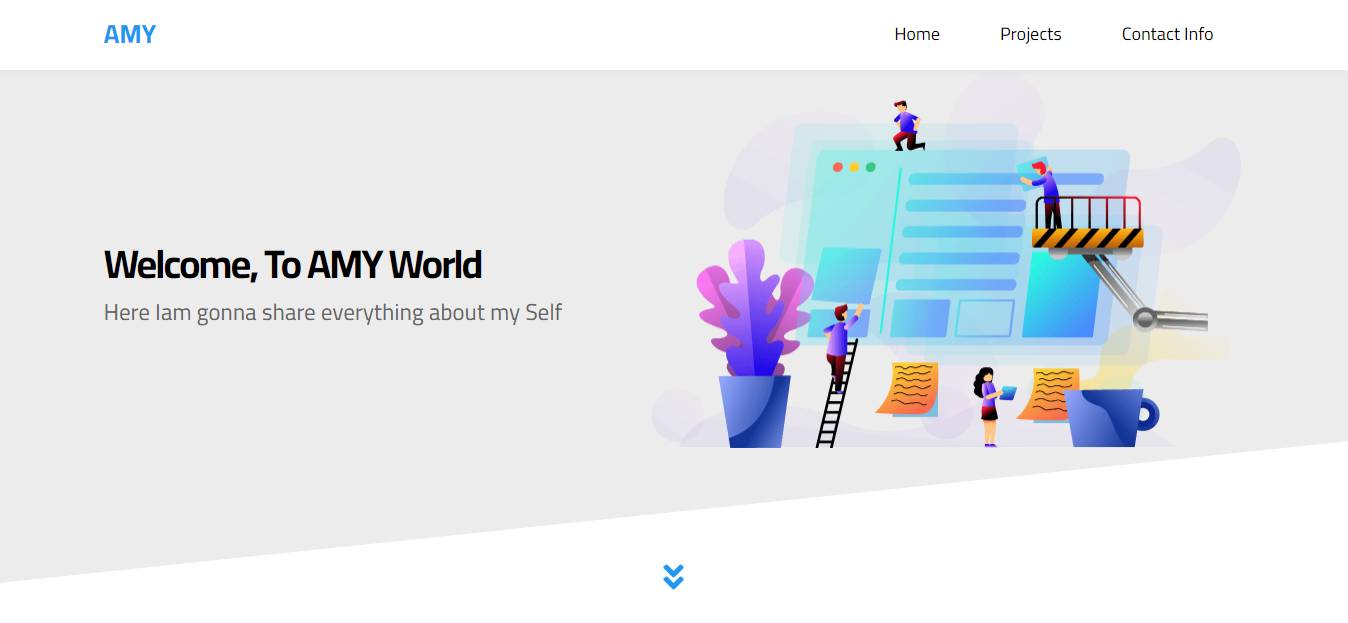 AMY
Home
Projects
Contact Info
Welcome, To AMY World
Here Iam gonna share everything about my Self